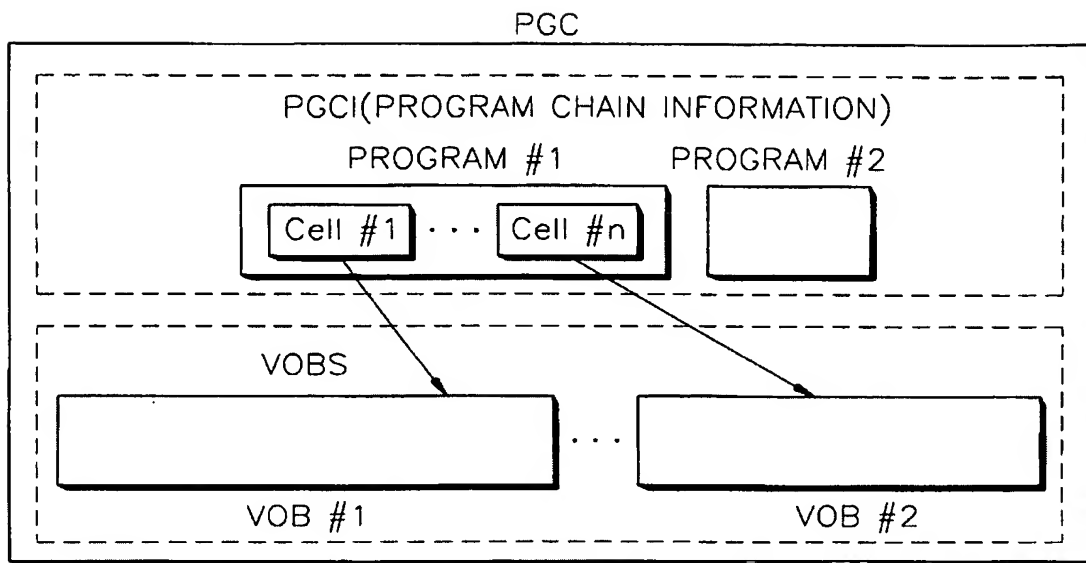 PGC
PGCI(PROGRAM CHAIN INFORMATION)
PROGRAM #1 PROGRAM #2
Cell #1 · · · Cell #n
VOBS
· · ·
VOB #1 VOB #2